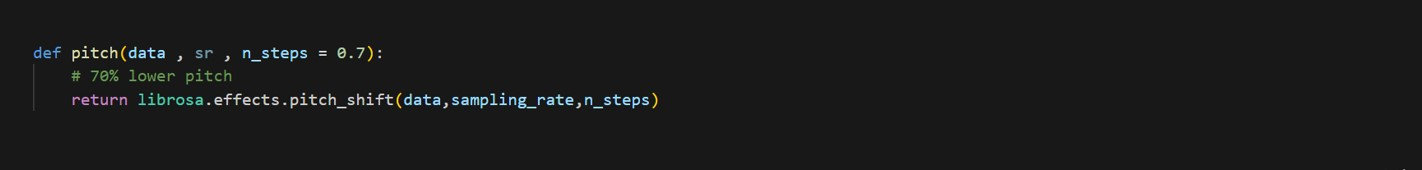 def pitch(data , sr , n_steps = 0.7):
    # 70% lower pitch
    return librosa.effects.pitch_shift(data,sampling_rate,n_steps)